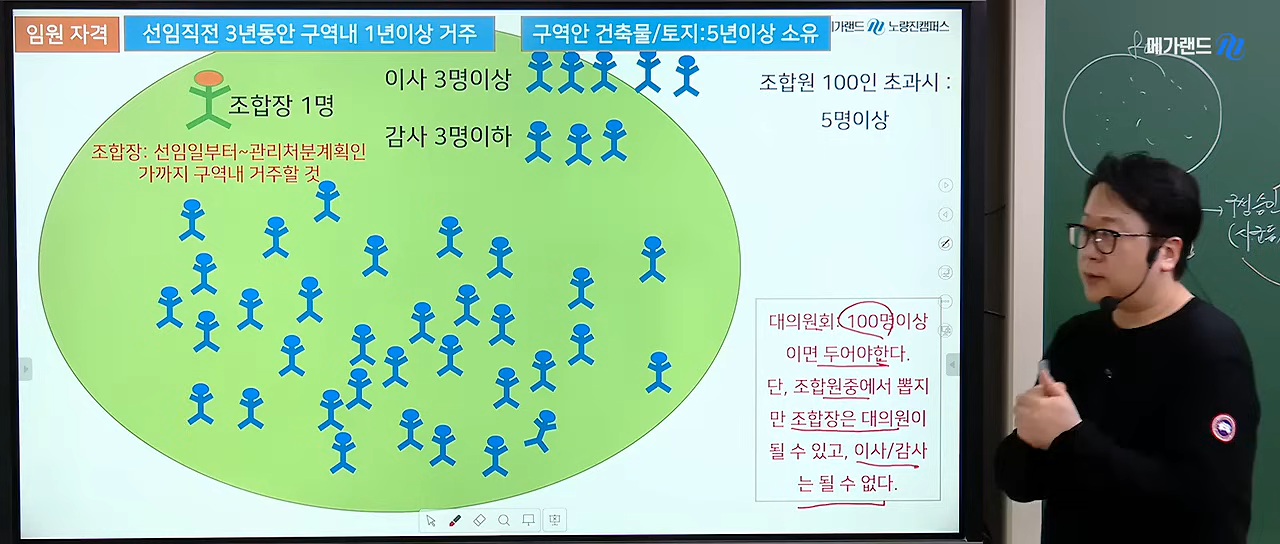 임원 자격
선임직전 3년동안 구역내 1년이상 거주
구역안 건축물/토지:5년이상 소유
메가랜드 노량진캠퍼스
메가랜드
이사 3명이상
조합원 100인 초과시 :
5명이상
조합장 1명
감사 3명이하
조합장: 선임일부터~관리처분계획인
가까지 구역내 거주할 것
대의원회: 100명이상
이면 두어야한다.
단, 조합원중에서 뽑지
만 조합장은 대의원이
될 수 있고, 이사/감사
는 될 수 없다.